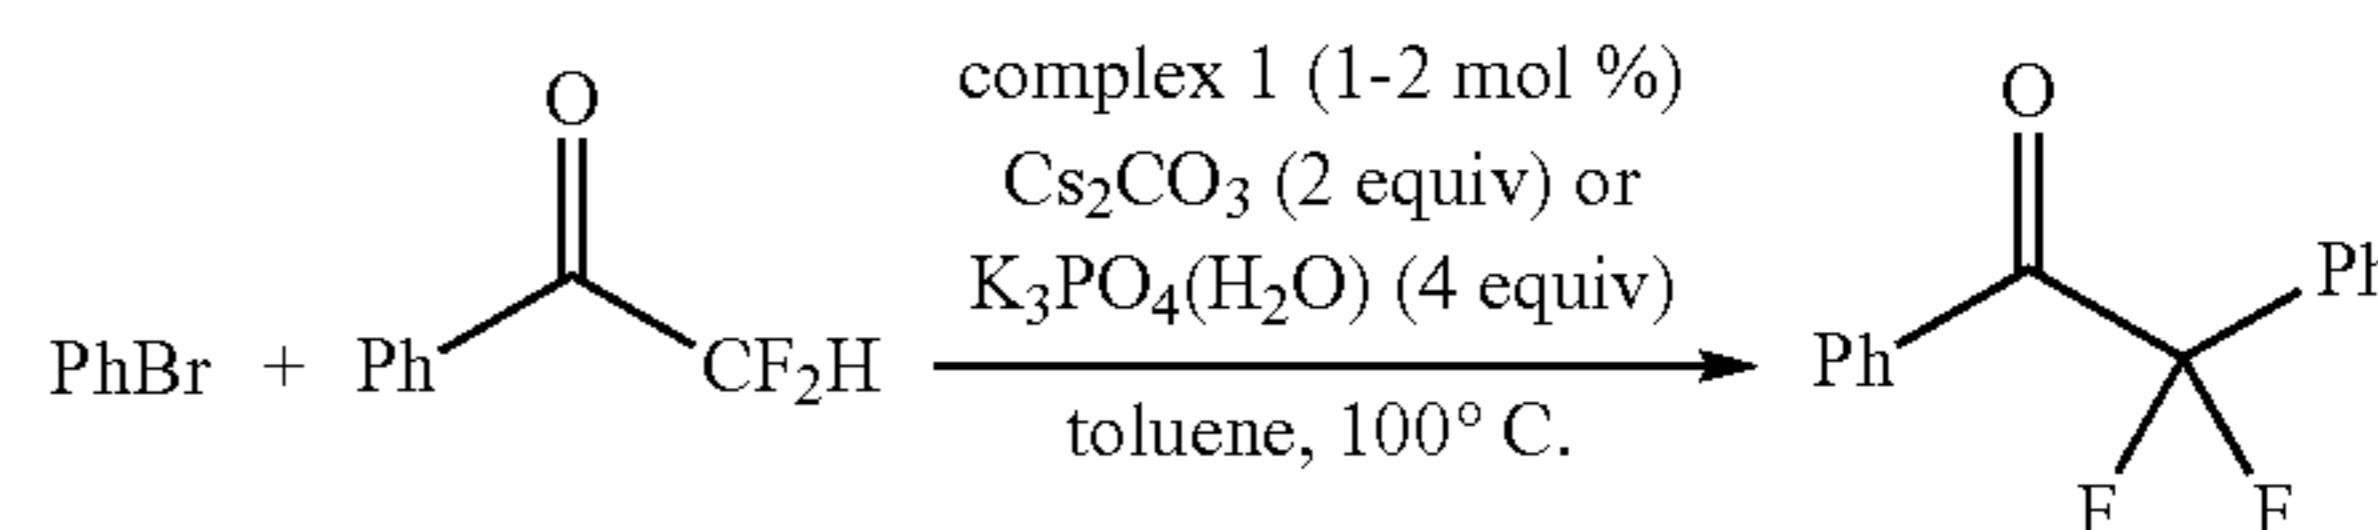 O
complex 1 (1-2 mol %)
O
Cs₂CO₃ (2 equiv) or
K₃PO₄(H₂O) (4 equiv)
Ph
PhBr + Ph CF₂H
Ph
toluene, 100° C.
F F